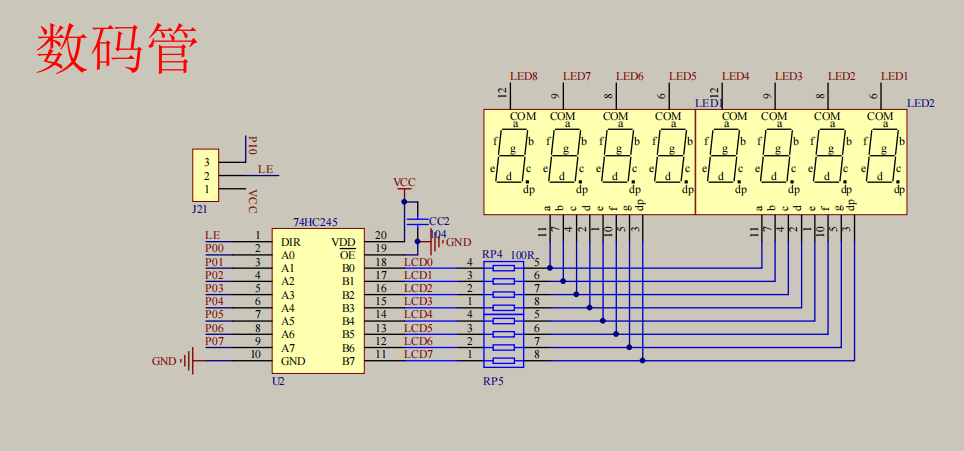 数码管
LED8 LED7 LED6 LED5 LED4 LED3 LED2 LED1
12 9 8 6 12 9 8 6
LED1 LED2
COM COM COM COM COM COM COM COM
a a a a a a a a
f b f b f b f b f b f b f b f b
g g g g g g g g
e c e c e c e c e c e c e c e c
d d d d d d d d
dp dp dp dp dp dp dp dp
a b c d e f g dp a b c d e f g dp
11 7 4 2 1 10 5 3 11 7 4 2 1 10 5 3
P10
3
2 LE
1
VCC
J21
VCC
CC2
104
GND
74HC245
LE 1 DIR VDD 20
P00 2 A0 OE 19
P01 3 A1 B0 18 LCD0
P02 4 A2 B1 17 LCD1
P03 5 A3 B2 16 LCD2
P04 6 A4 B3 15 LCD3
P05 7 A5 B4 14 LCD4
P06 8 A6 B5 13 LCD5
P07 9 A7 B6 12 LCD6
GND 10 GND B7 11 LCD7
U2
RP4 100R
4 5
3 6
2 7
1 8
4 5
3 6
2 7
1 8
RP5